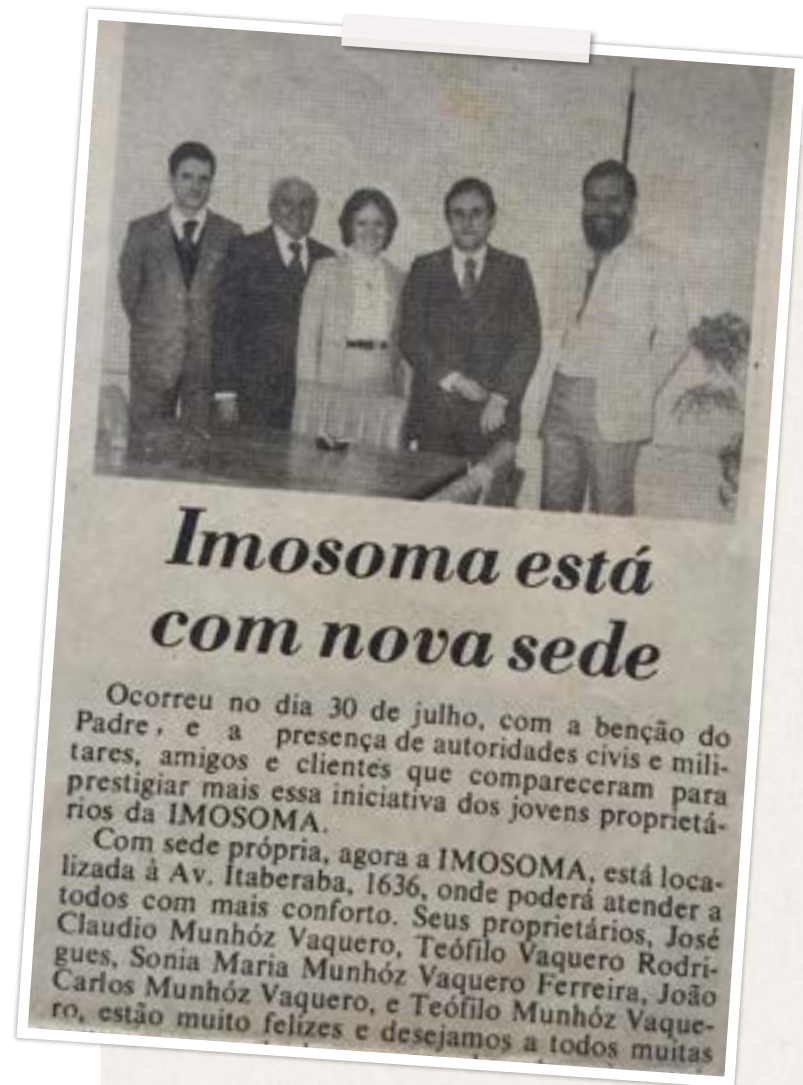 Imosoma está
com nova sede
Ocorreu no dia 30 de julho, com a benção do
Padre, e a presença de autoridades civis e mili-
tares, amigos e clientes que compareceram para
prestigiar mais essa iniciativa dos jovens proprietá-
rios da IMOSOMA.
Com sede própria, agora a IMOSOMA, está loca-
lizada à Av. Itaberaba, 1636, onde poderá atender a
todos com mais conforto. Seus proprietários, José
Claudio Munhóz Vaquero, Teófilo Vaquero Rodri-
gues, Sonia Maria Munhóz Vaquero Ferreira, João
Carlos Munhóz Vaquero, e Teófilo Munhóz Vaque-
ro, estão muito felizes e desejamos a todos muitas